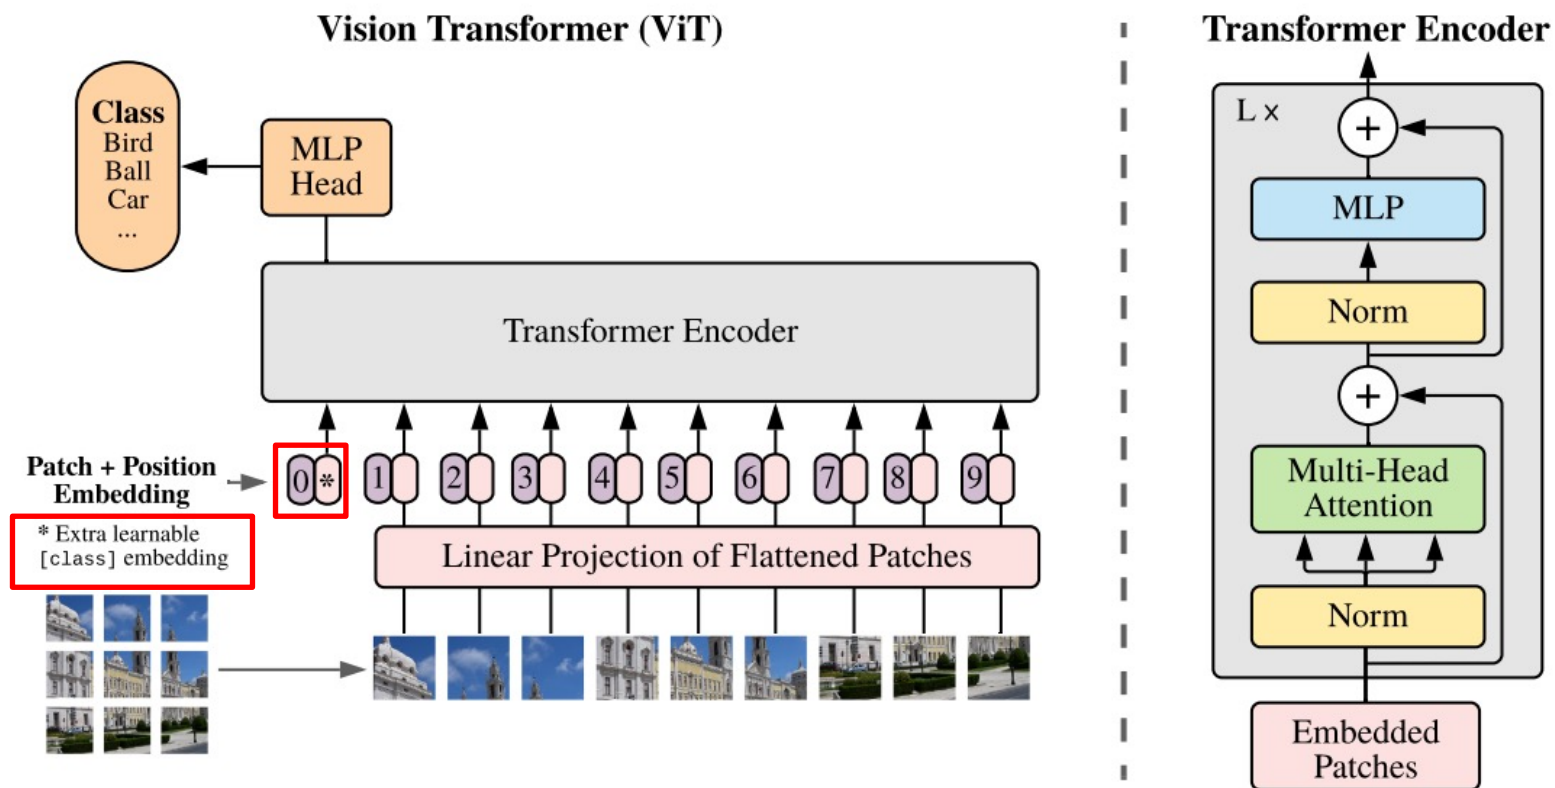 Vision Transformer (ViT)
Class
Bird
Ball
Car
...
MLP
Head
Transformer Encoder
Patch + Position
Embedding
0 * 1 2 3 4 5 6 7 8 9
* Extra learnable
[class] embedding
Linear Projection of Flattened Patches
Transformer Encoder
L ×
+
MLP
Norm
+
Multi-Head
Attention
Norm
Embedded
Patches